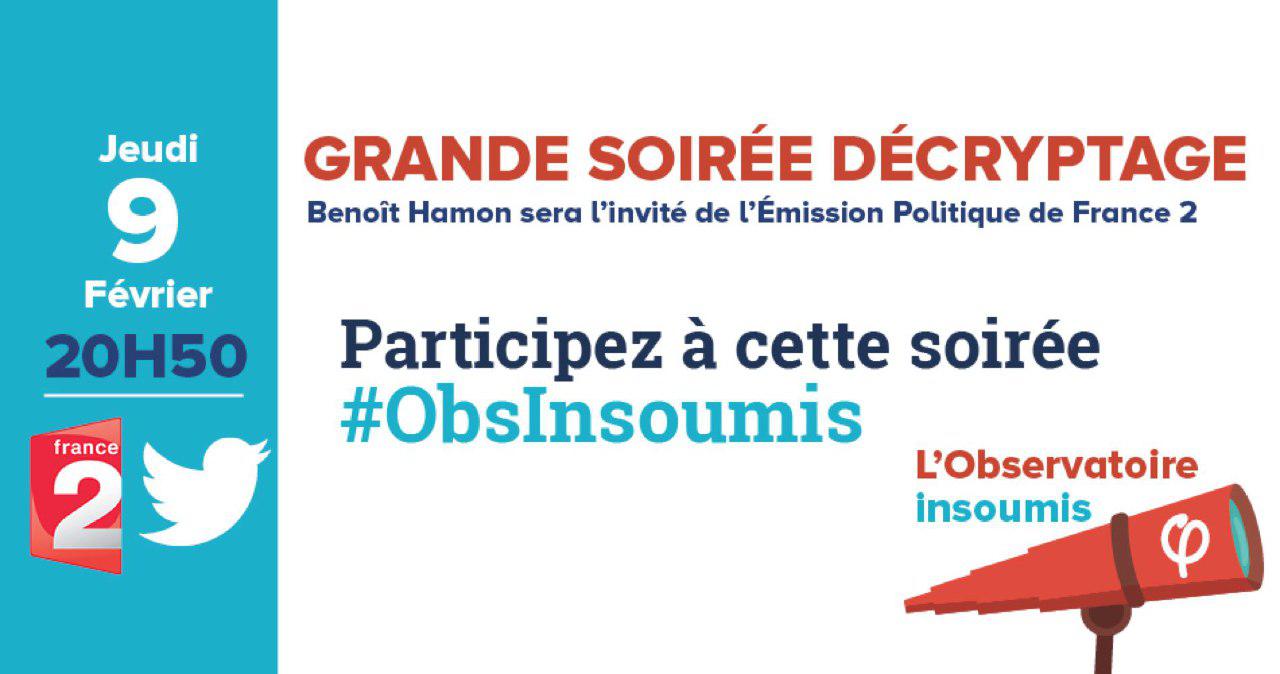 Jeudi
9
Février
20H50
france
2
GRANDE SOIRÉE DÉCRYPTAGE
Benoît Hamon sera l’invité de l’Émission Politique de France 2
Participez à cette soirée
#ObsInsoumis
L’Observatoire
insoumis
φ